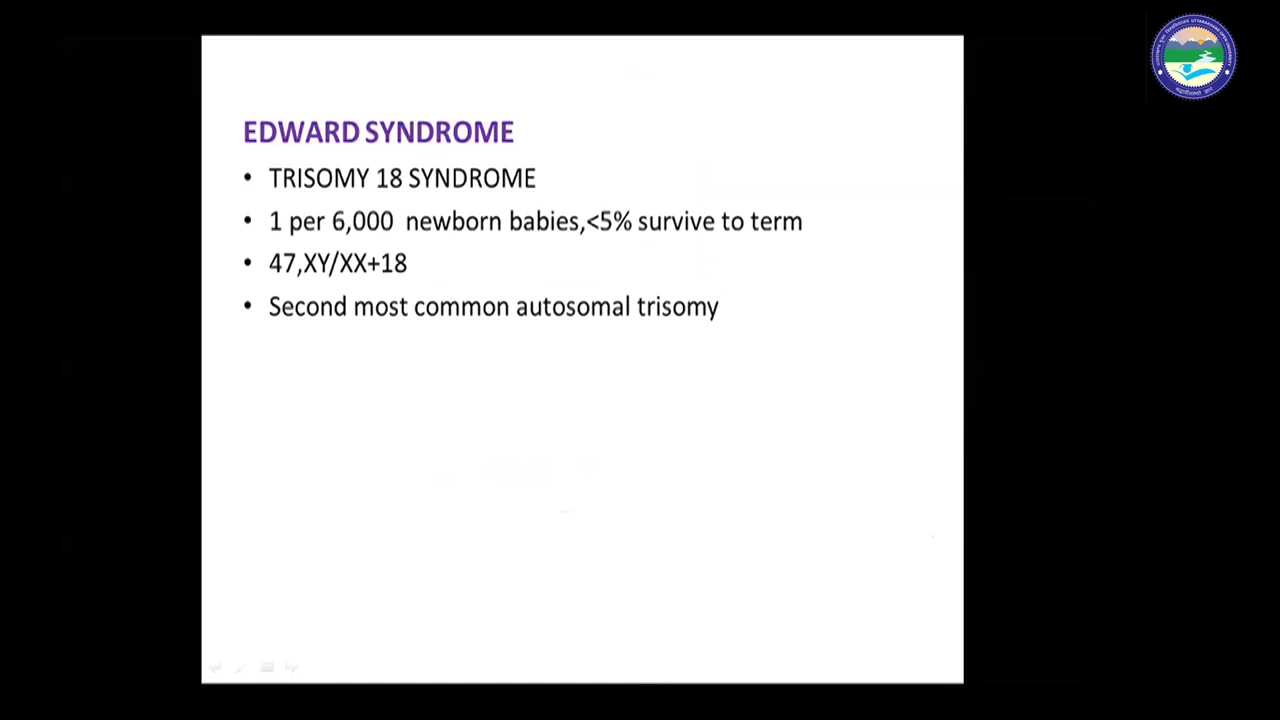 EDWARD SYNDROME
• TRISOMY 18 SYNDROME
• 1 per 6,000 newborn babies,<5% survive to term
• 47,XY/XX+18
• Second most common autosomal trisomy